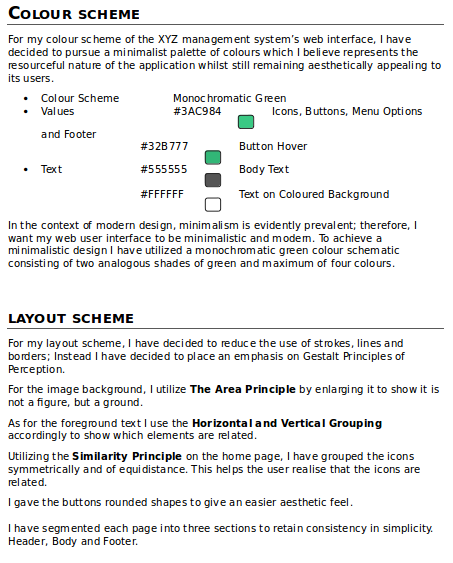 COLOUR SCHEME
For my colour scheme of the XYZ management system's web interface, I have
decided to pursue a minimalist palette of colours which I believe represents the
resourceful nature of the application whilst still remaining aesthetically appealing to
its users.
• Colour Scheme Monochromatic Green
• Values #3AC984 Icons, Buttons, Menu Options
and Footer
#32B777 Button Hover
• Text #555555 Body Text
#FFFFFF Text on Coloured Background
In the context of modern design, minimalism is evidently prevalent; therefore, I
want my web user interface to be minimalistic and modern. To achieve a
minimalistic design I have utilized a monochromatic green colour schematic
consisting of two analogous shades of green and maximum of four colours.
LAYOUT SCHEME
For my layout scheme, I have decided to reduce the use of strokes, lines and
borders; Instead I have decided to place an emphasis on Gestalt Principles of
Perception.
For the image background, I utilize The Area Principle by enlarging it to show it is
not a figure, but a ground.
As for the foreground text I use the Horizontal and Vertical Grouping
accordingly to show which elements are related.
Utilizing the Similarity Principle on the home page, I have grouped the icons
symmetrically and of equidistance. This helps the user realise that the icons are
related.
I gave the buttons rounded shapes to give an easier aesthetic feel.
I have segmented each page into three sections to retain consistency in simplicity.
Header, Body and Footer.